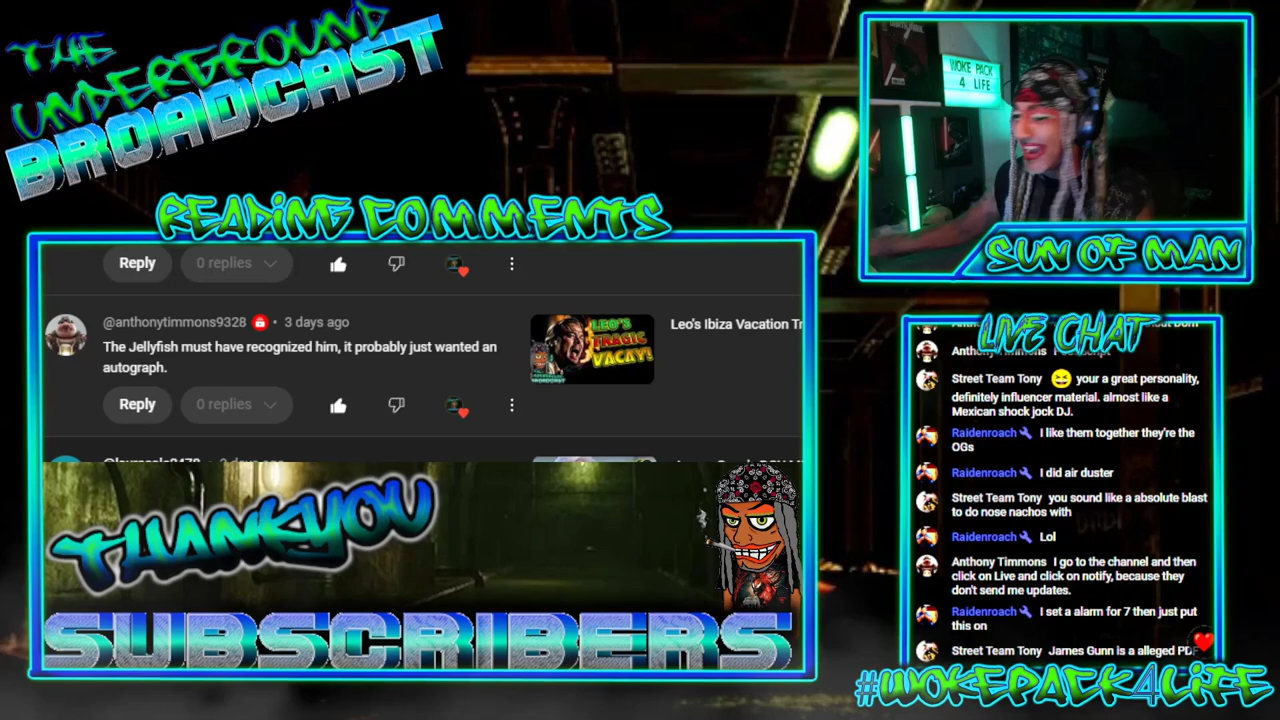 THE
UNDERGROUND
BROADCAST
READING COMMENTS
Reply
0 replies
@anthonytimmons9328 • 3 days ago
The Jellyfish must have recognized him, it probably just wanted an
autograph.
Reply
0 replies
LEO'S
TRAGIC
VACAY!
Leo's Ibiza Vacation Tr
THANKYOU
SUBSCRIBERS
WOKE PACK
4 LIFE
SUN OF MAN
LIVE CHAT
Street Team Tony 😆 your a great personality,
definitely influencer material. almost like a
Mexican shock jock DJ.
Raidenroach I like them together they're the
OGs
Raidenroach I did air duster
Street Team Tony you sound like a absolute blast
to do nose nachos with
Raidenroach Lol
Anthony Timmons I go to the channel and then
click on Live and click on notify, because they
don't send me updates.
Raidenroach I set a alarm for 7 then just put
this on
Street Team Tony James Gunn is a alleged PDF
#WOKEPACK4LIFE